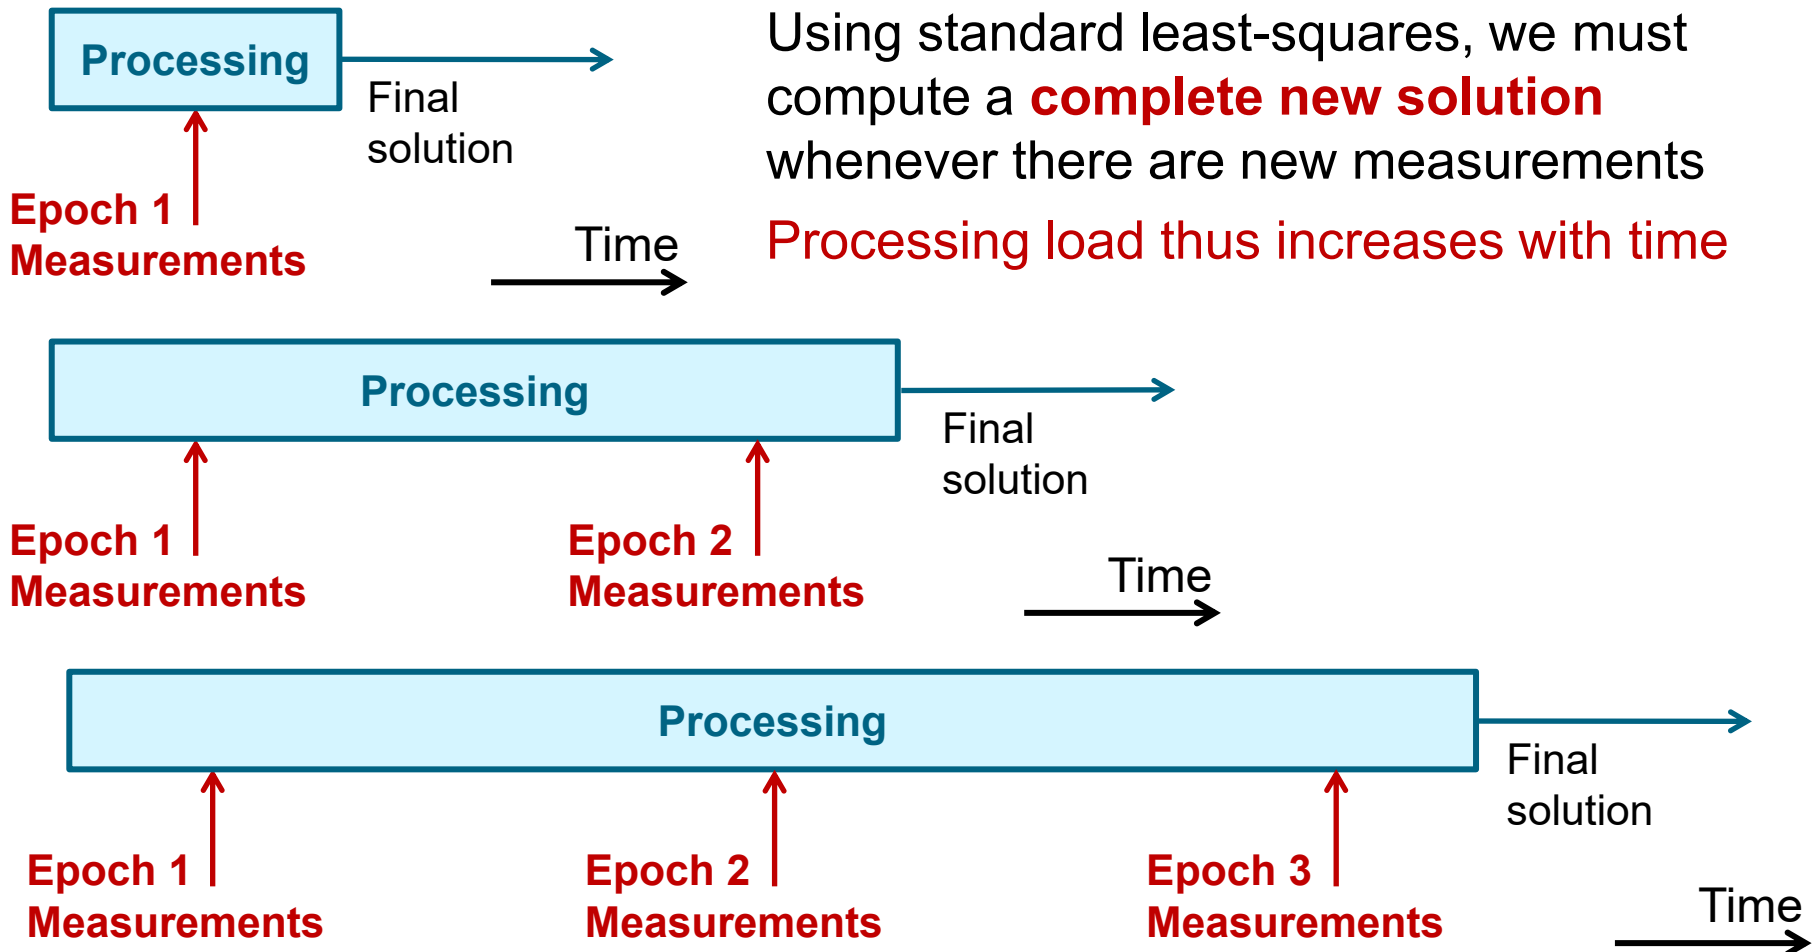 Processing
Final
solution
Epoch 1
Measurements
Time
Using standard least-squares, we must
compute a complete new solution
whenever there are new measurements
Processing load thus increases with time
Processing
Final
solution
Epoch 1
Measurements
Epoch 2
Measurements
Time
Processing
Final
solution
Epoch 1
Measurements
Epoch 2
Measurements
Epoch 3
Measurements
Time